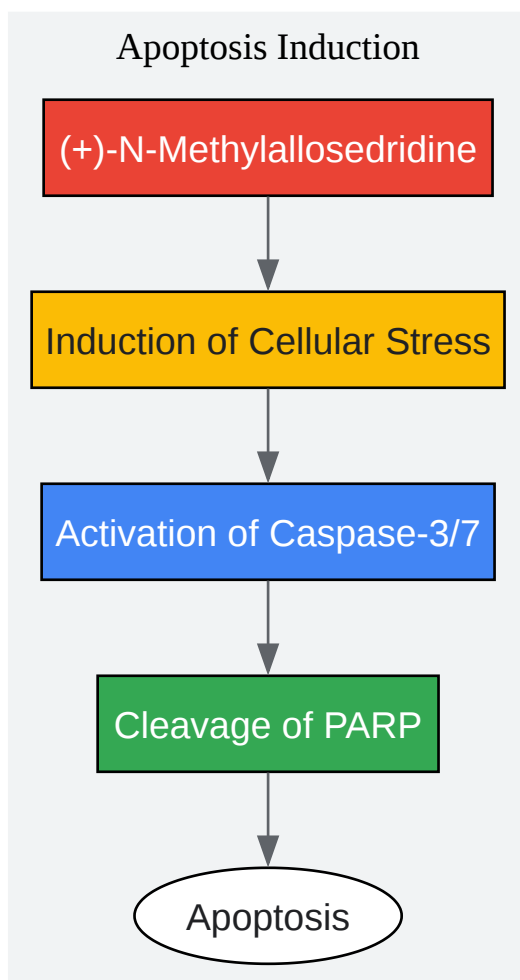 Apoptosis Induction
(+)-N-Methylallosedridine
Induction of Cellular Stress
Activation of Caspase-3/7
Cleavage of PARP
Apoptosis